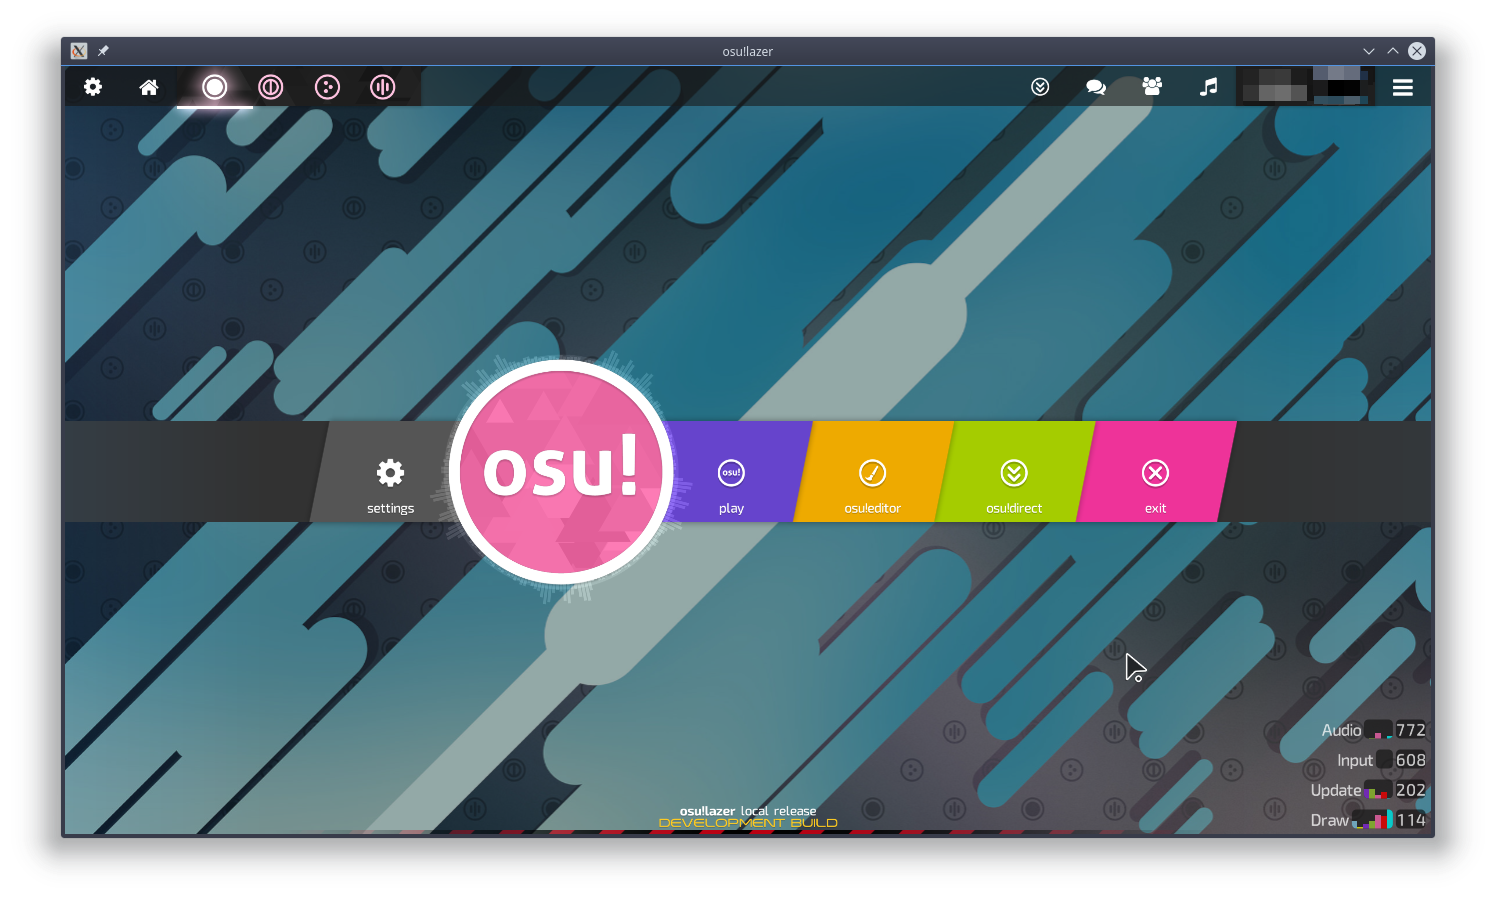 osu!lazer
osu!
settings
osu!
play
osu!editor
osu!direct
exit
Audio 772
Input 608
Update 202
Draw 114
osu!lazer local release
DEVELOPMENT BUILD